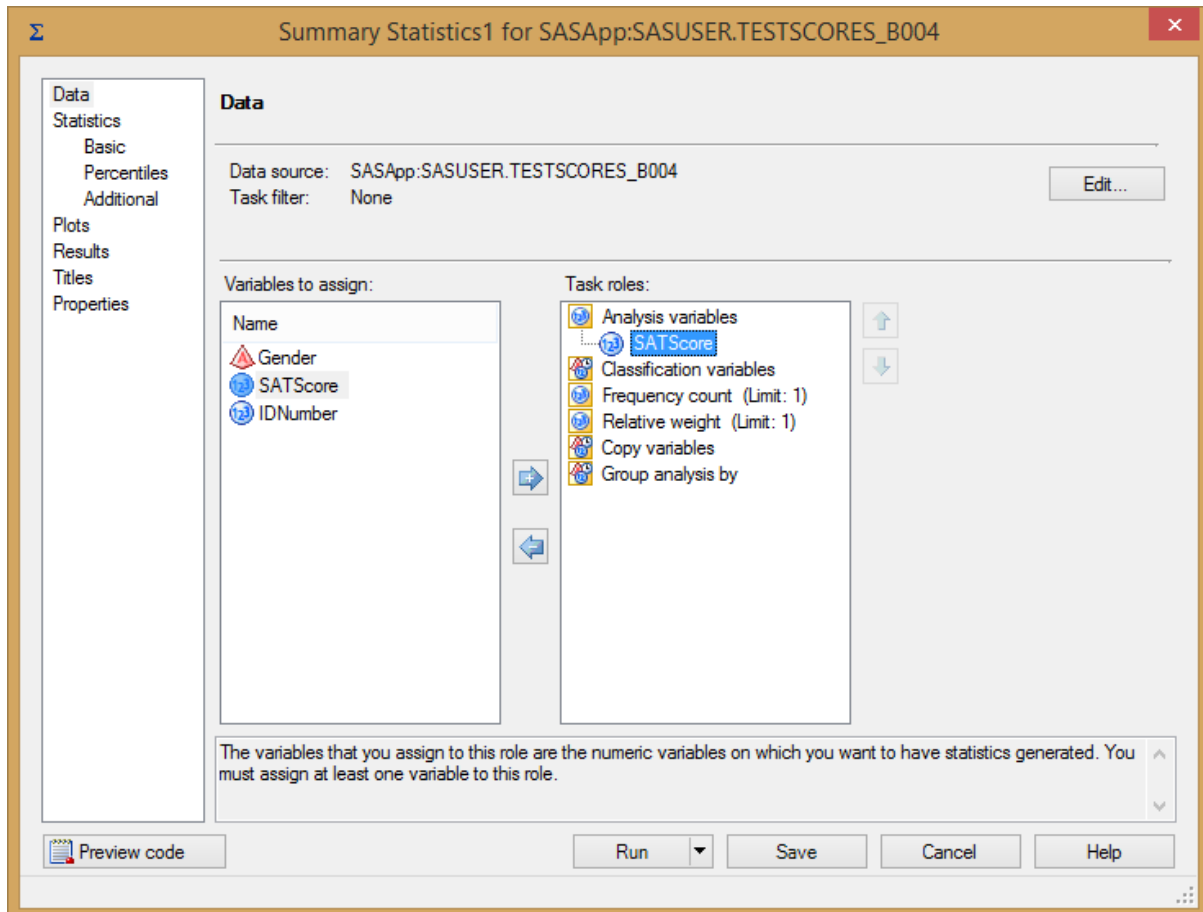 Σ
Summary Statistics1 for SASApp:SASUSER.TESTSCORES_B004
Data
Statistics
Basic
Percentiles
Additional
Plots
Results
Titles
Properties
Data
Data source: SASApp:SASUSER.TESTSCORES_B004
Task filter: None
Edit...
Variables to assign:
Name
Gender
SATScore
IDNumber
Task roles:
Analysis variables
SATScore
Classification variables
Frequency count (Limit: 1)
Relative weight (Limit: 1)
Copy variables
Group analysis by
The variables that you assign to this role are the numeric variables on which you want to have statistics generated. You
must assign at least one variable to this role.
Preview code
Run
Save
Cancel
Help